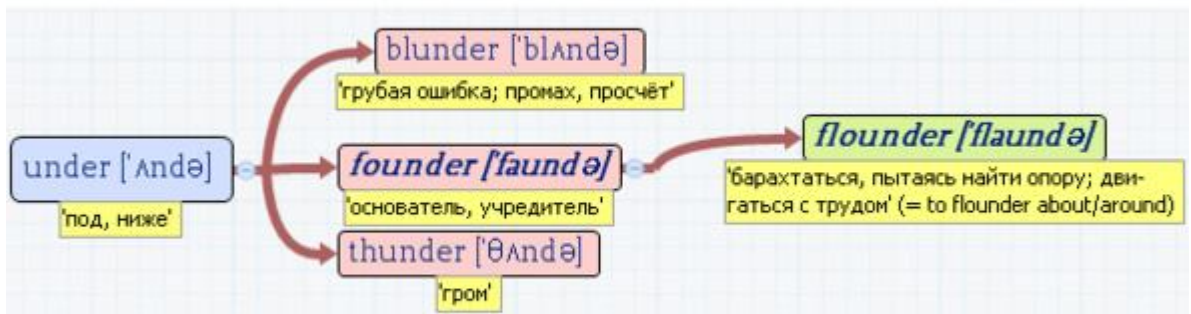 blunder ['blʌndə]
'грубая ошибка; промах, просчёт'
under ['ʌndə]
'под, ниже'
founder ['faundə]
'основатель, учредитель'
flounder ['flaundə]
'барахтаться, пытаясь найти опору; дви-
гаться с трудом' (= to flounder about/around)
thunder ['θʌndə]
'гром'